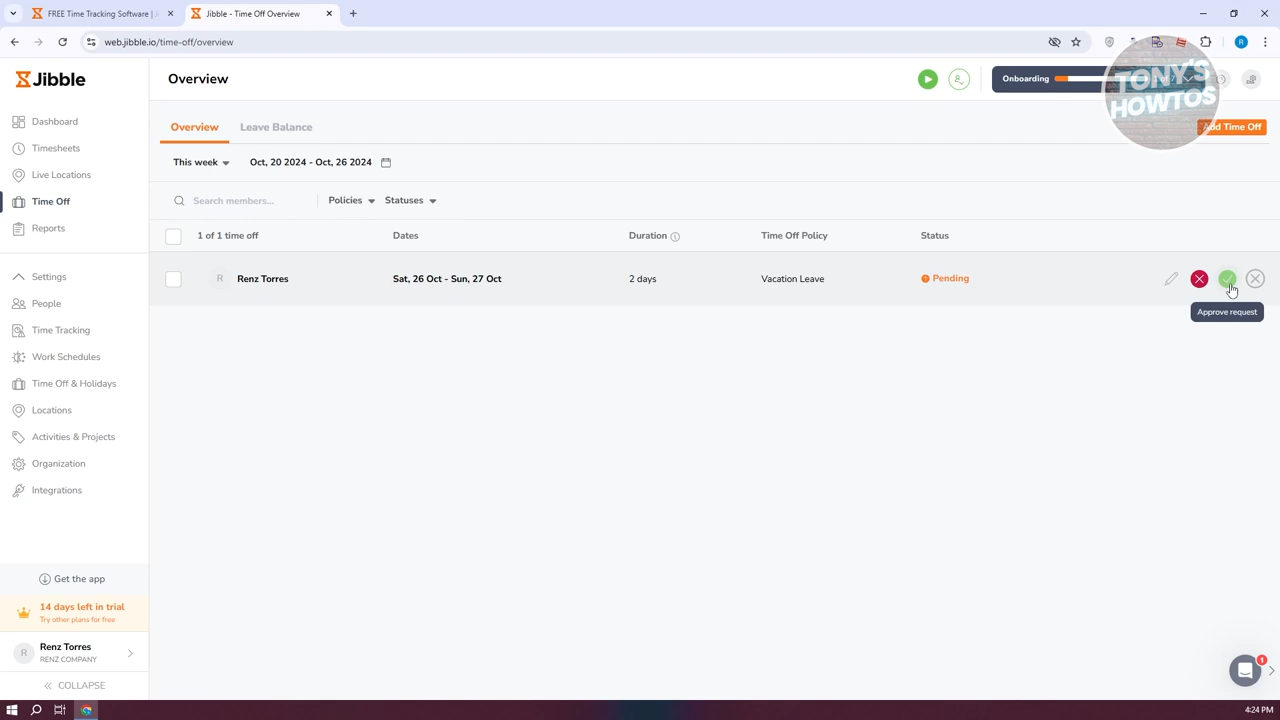 FREE Time Tracking Software | J
Jibble - Time Off Overview
web.jibble.io/time-off/overview
R
Jibble
Overview
Onboarding
TONY'S
HOWTOS
Dashboard
Timesheets
Live Locations
Time Off
Reports
Settings
People
Time Tracking
Work Schedules
Time Off & Holidays
Locations
Activities & Projects
Organization
Integrations
Get the app
14 days left in trial
Try other plans for free
R
Renz Torres
RENZ COMPANY
COLLAPSE
Overview
Leave Balance
Add Time Off
This week
Oct, 20 2024 - Oct, 26 2024
Search members...
Policies
Statuses
1 of 1 time off
Dates
Duration
Time Off Policy
Status
R
Renz Torres
Sat, 26 Oct - Sun, 27 Oct
2 days
Vacation Leave
Pending
Approve request
1
4:24 PM